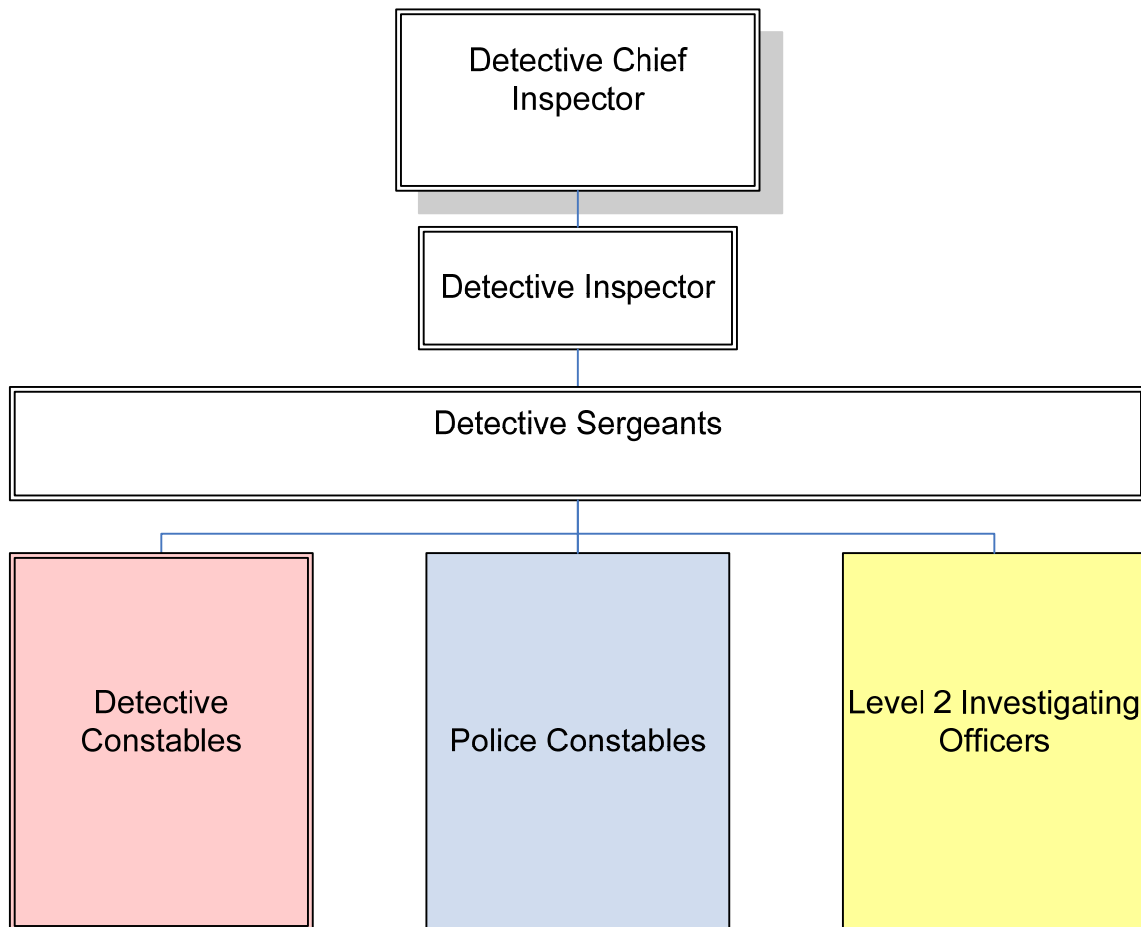 Detective Chief
Inspector
Detective Inspector
Detective Sergeants
Detective
Constables
Police Constables
Level 2 Investigating
Officers